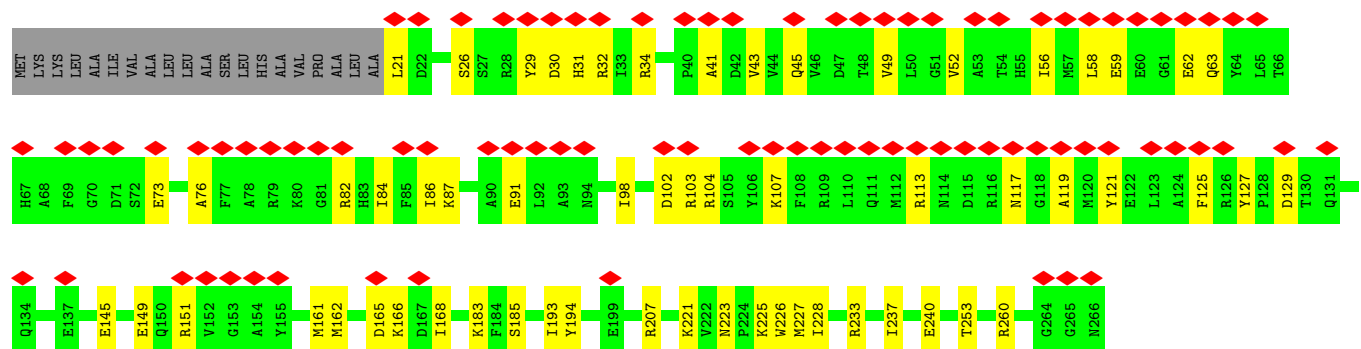 MET LYS LYS LEU ALA ILE VAL ALA LEU LEU ALA SER LEU HIS ALA VAL PRO ALA LEU ALA L21 D22 S26 S27 R28 Y29 D30 H31 R32 I33 R34 P40 A41 D42 V43 V44 Q45 V46 D47 T48 V49 L50 G51 V52 A53 T54 H55 I56 M57 L58 E59 E60 G61 E62 Q63 Y64 L65 T66
H67 A68 F69 G70 D71 S72 E73 A76 F77 A78 R79 K80 G81 R82 H83 I84 F85 I86 K87 A90 E91 L92 A93 N94 I98 D102 R103 R104 S105 Y106 K107 F108 R109 L110 Q111 M112 R113 N114 D115 R116 N117 G118 A119 M120 Y121 E122 L123 A124 F125 R126 Y127 P128 D129 T130 Q131
Q134 E137 E145 E149 Q150 R151 V152 G153 A154 Y155 M161 M162 D165 K166 D167 I168 K183 F184 S185 I193 Y194 E199 R207 K221 V222 N223 P224 K225 W226 M227 I228 R233 I237 E240 T253 R260 G264 G265 N266